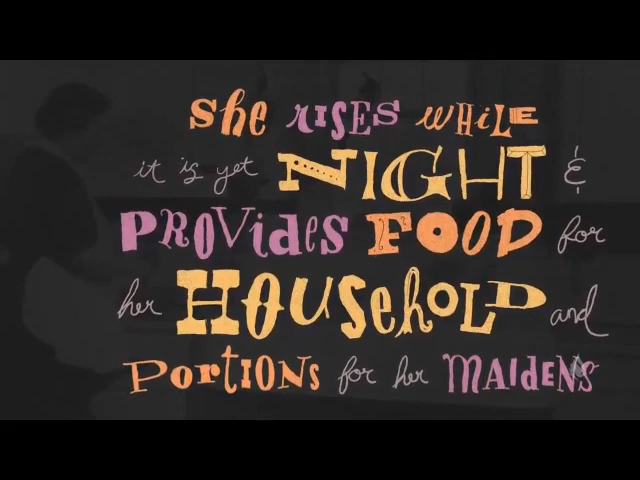 She RISES WHILE
it is yet NIGHT &
PROVIdes FOOD for
her HOUSehOLD and
PORTIONS for her MAIdENS